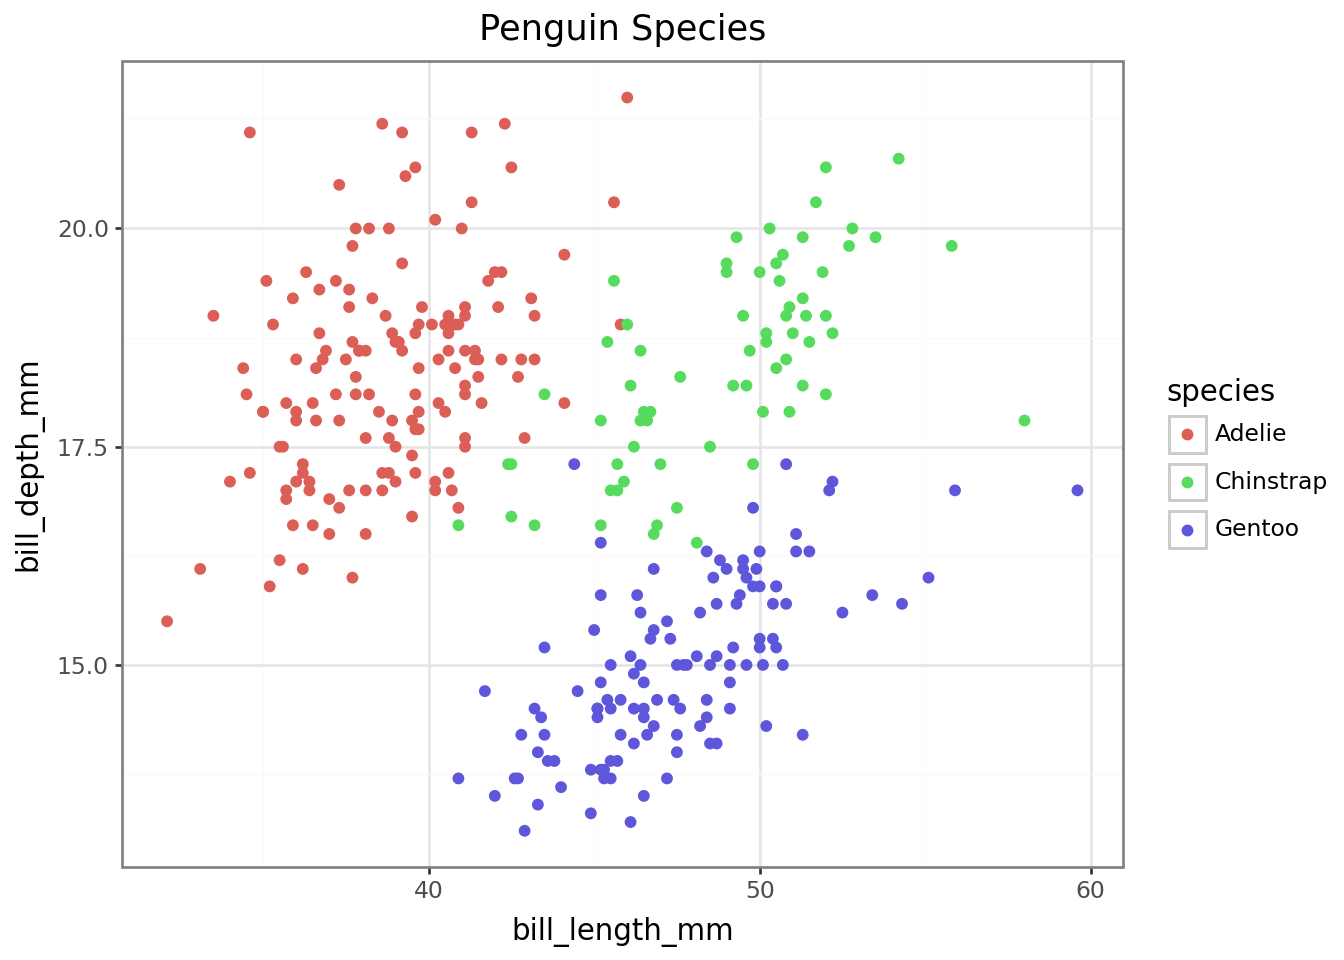 Penguin Species
bill_depth_mm
20.0
17.5
15.0
40
50
60
bill_length_mm
species
Adelie
Chinstrap
Gentoo